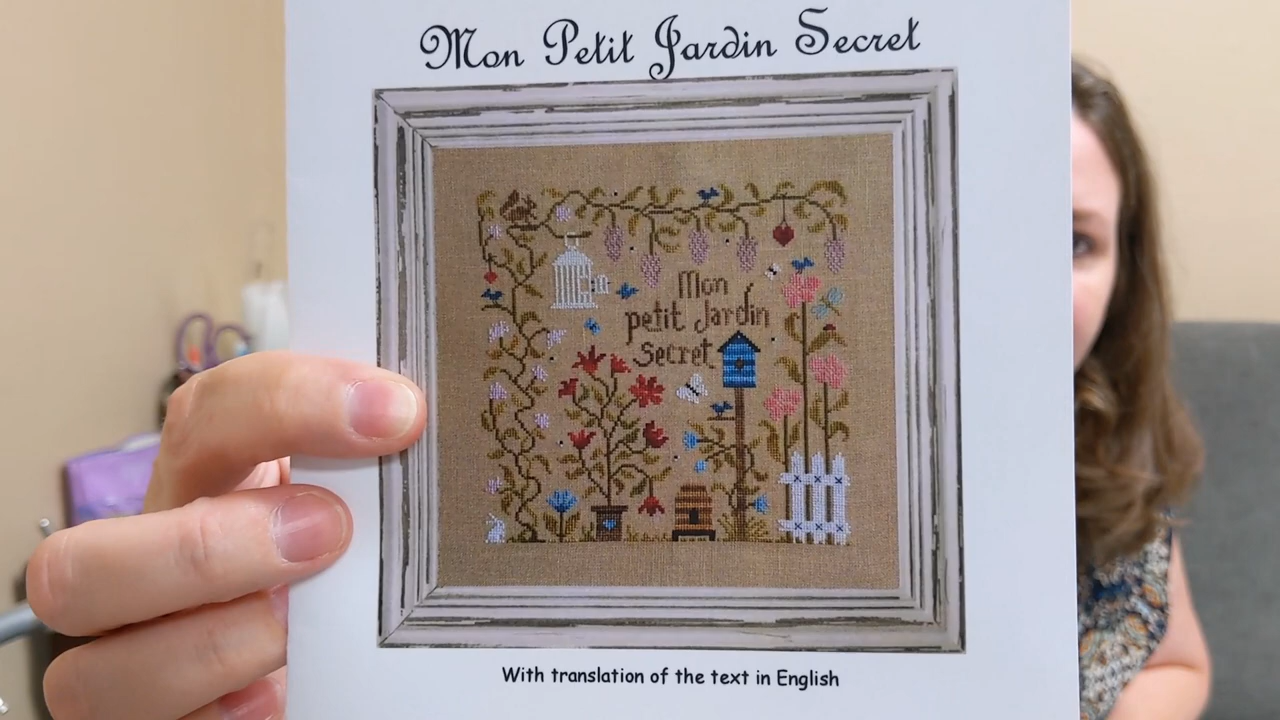 Mon Petit Jardin Secret
Mon
petit Jardin
secret
With translation of the text in English